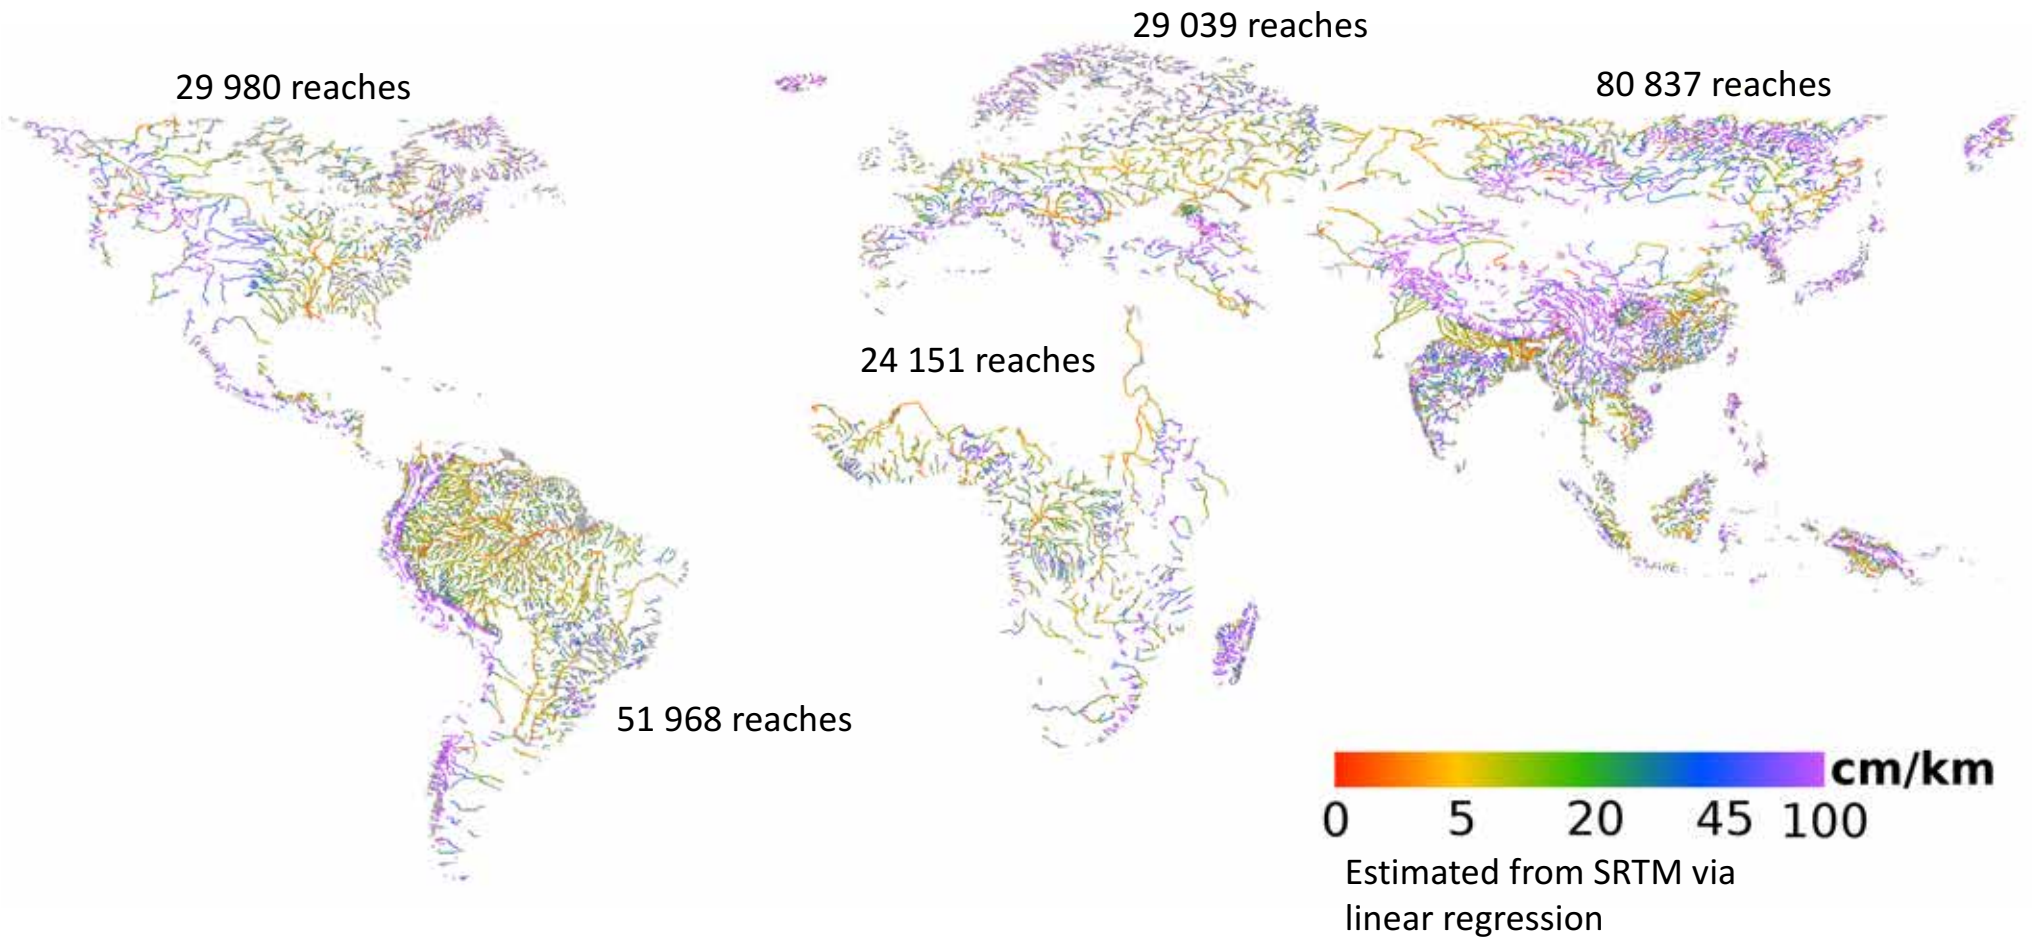 29 039 reaches
29 980 reaches
80 837 reaches
24 151 reaches
51 968 reaches
cm/km
0 5 20 45 100
Estimated from SRTM via
linear regression